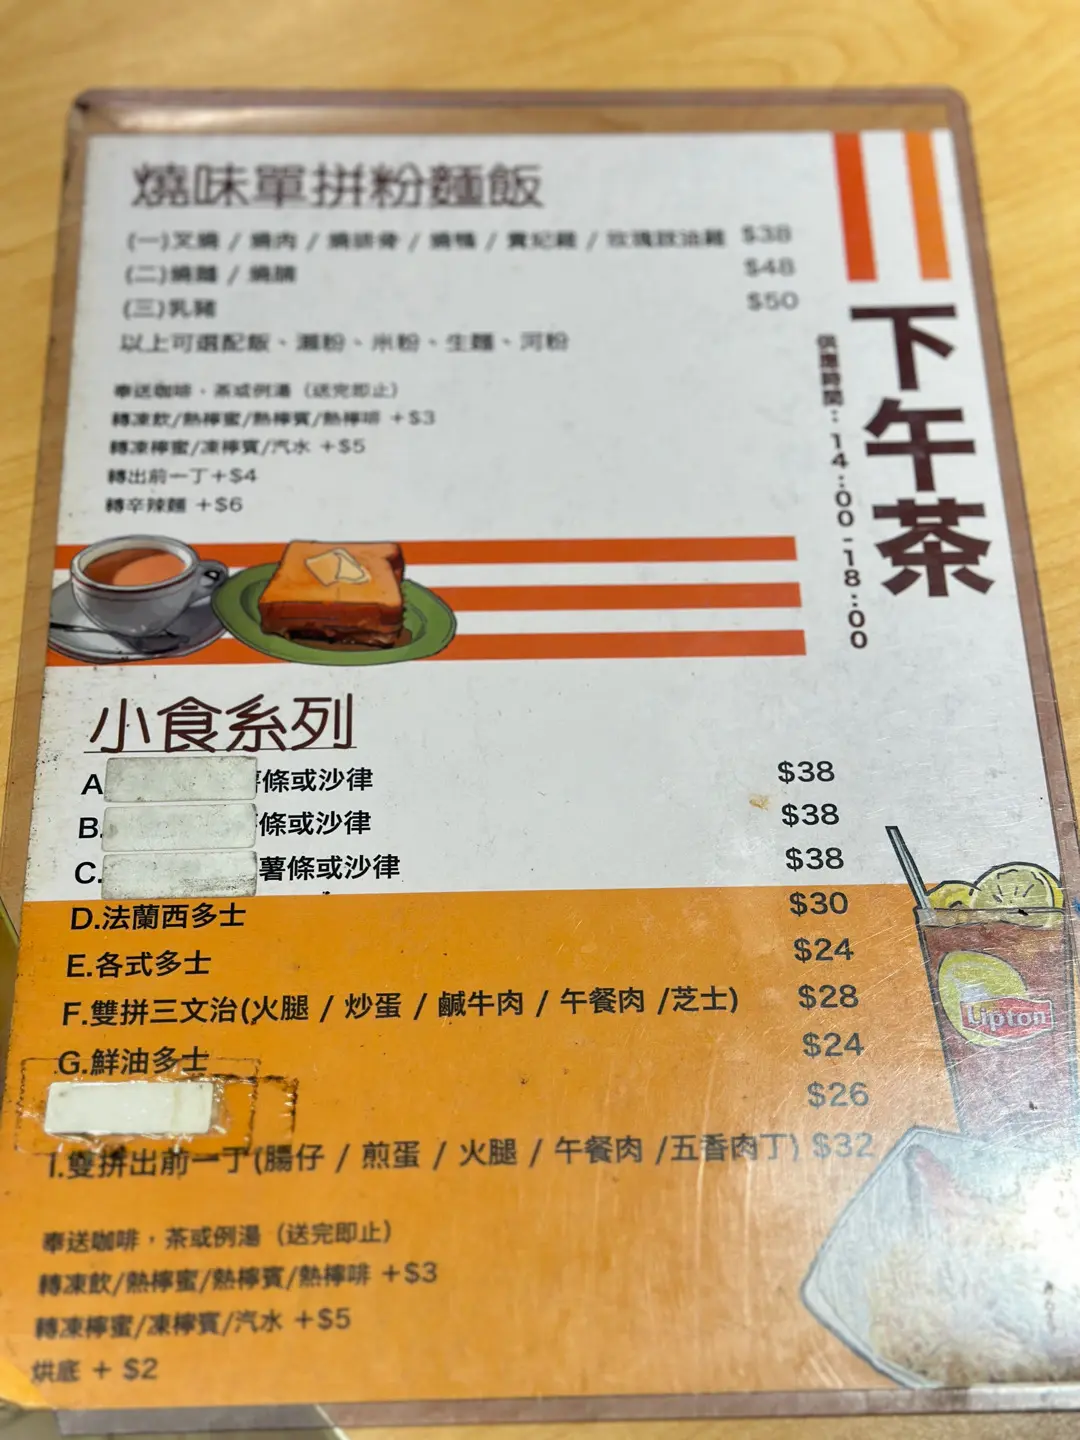 燒味單拼粉麵飯
(一)叉燒 / 燒肉 / 燒排骨 / 燒鴨 / 貴妃雞 / 玫瑰豉油雞 $38
(二)燒雞 / 燒腩 $48
(三)乳豬 $50
以上可選配飯、瀨粉、米粉、生麵、河粉
奉送咖啡、茶或例湯（送完即止）
轉凍飲/熱檸蜜/熱檸賓/熱檸啡 +$3
轉凍檸蜜/凍檸賓/汽水 +$5
轉出前一丁+$4
轉辛辣麵 +$6
下午茶
供應時間：14:00-18:00
小食系列
A 條或沙律 $38
B. 條或沙律 $38
C. 薯條或沙律 $38
D.法蘭西多士 $30
E.各式多士 $24
F.雙拼三文治(火腿 / 炒蛋 / 鹹牛肉 / 午餐肉 /芝士) $28
G.鮮油多士 $24
$26
I.雙拼出前一丁(腸仔 / 煎蛋 / 火腿 / 午餐肉 /五香肉丁) $32
奉送咖啡，茶或例湯（送完即止）
轉凍飲/熱檸蜜/熱檸賓/熱檸啡 +$3
轉凍檸蜜/凍檸賓/汽水 +$5
烘底 + $2
Lipton